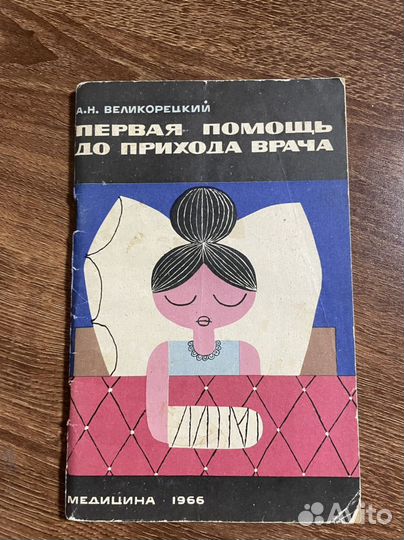 А.Н. ВЕЛИКОРЕЦКИЙ
ПЕРВАЯ ПОМОЩЬ
ДО ПРИХОДА ВРАЧА
МЕДИЦИНА 1966
Avito